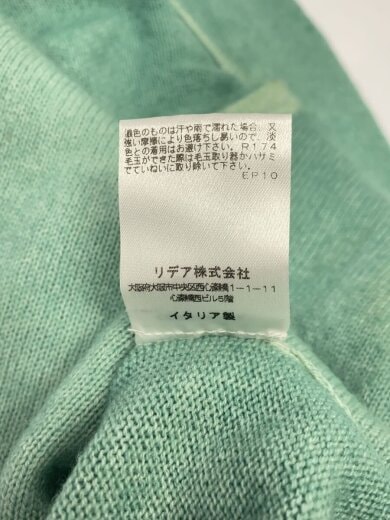 濃色のものは汗や雨で濡れた場合、又
強い摩擦により色落ちし易いので、淡
色との着用はお避け下さい。R174
毛玉ができた際は毛玉取り器かハサミ
でていねいに取り除いて下さい。
EP10
リデア株式会社
大阪府大阪市中央区西心斎橋1-1-11
心斎橋西ビル5階
イタリア製